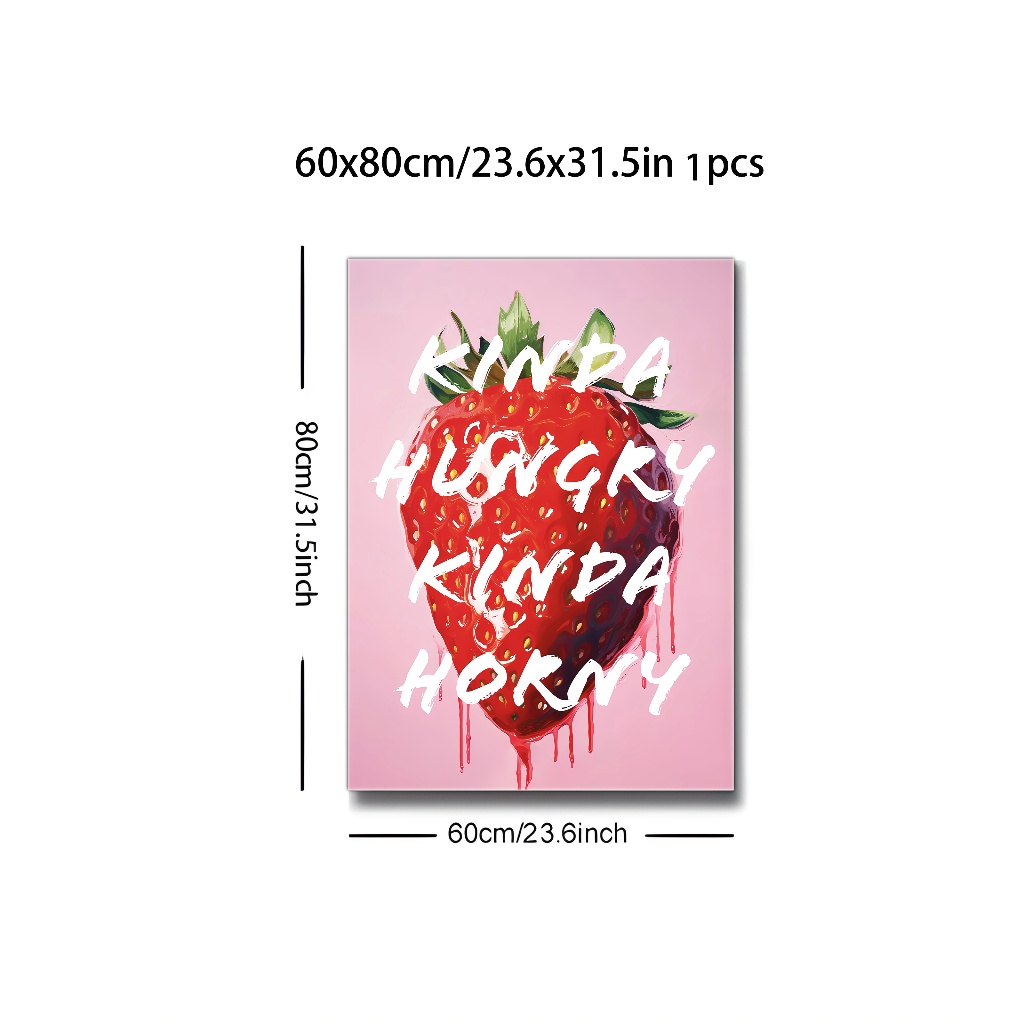 60x80cm/23.6x31.5in 1pcs
80cm/31.5inch
KINDA
HUNGRY
KINDA
HORNY
60cm/23.6inch